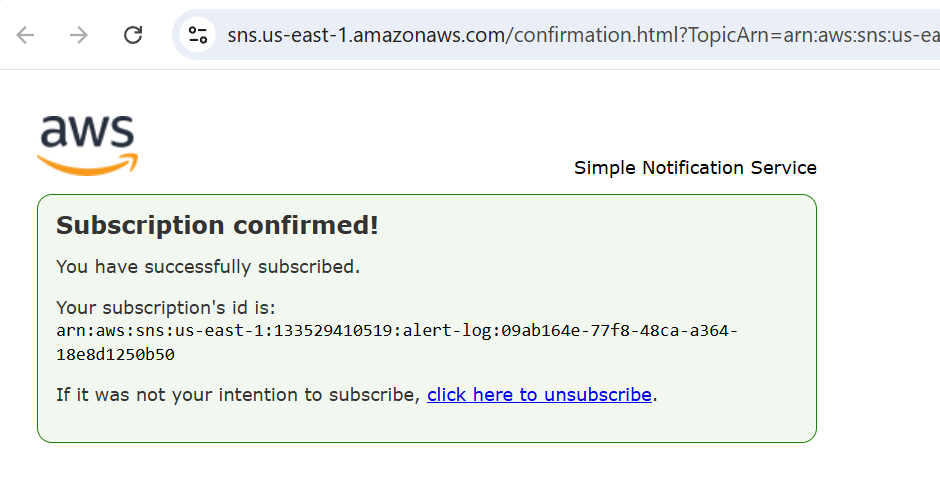 sns.us-east-1.amazonaws.com/confirmation.html?TopicArn=arn:aws:sns:us-ea
aws
Simple Notification Service
Subscription confirmed!
You have successfully subscribed.
Your subscription's id is:
arn:aws:sns:us-east-1:133529410519:alert-log:09ab164e-77f8-48ca-a364-
18e8d1250b50
If it was not your intention to subscribe, click here to unsubscribe.